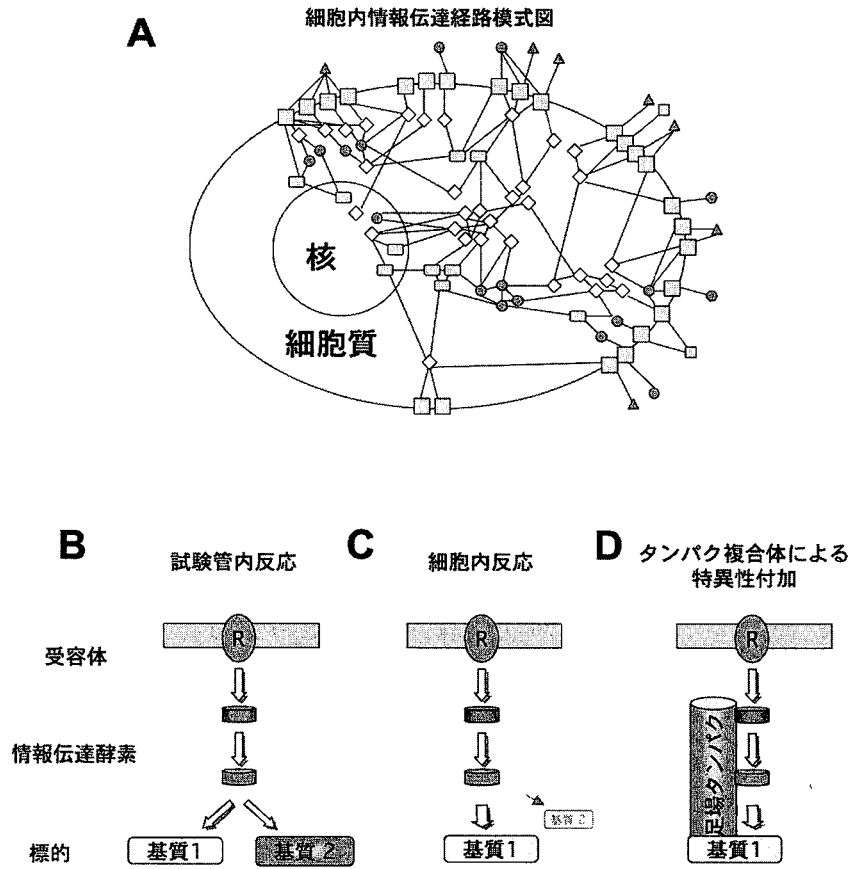 細胞内情報伝達経路模式図
A
核
細胞質
B
試験管内反応
C
細胞内反応
D
タンパク複合体による
特異性付加
受容体
R
R
R
情報伝達酵素
足場タンパク
標的
基質1
基質2
基質2
基質1
基質1